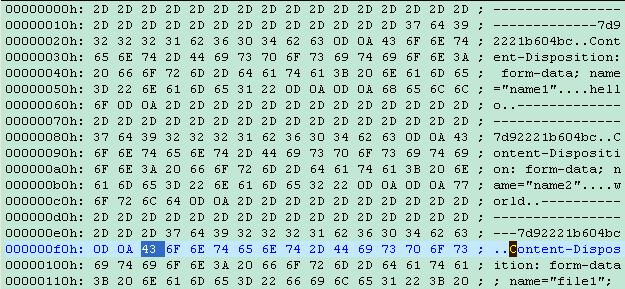 00000000h: 2D 2D 2D 2D 2D 2D 2D 2D 2D 2D 2D 2D 2D 2D 2D 2D ; ----------------
00000010h: 2D 2D 2D 2D 2D 2D 2D 2D 2D 2D 2D 2D 2D 37 64 39 ; -------------7d9
00000020h: 32 32 32 31 62 36 30 34 62 63 0D 0A 43 6F 6E 74 ; 2221b604bc..Cont
00000030h: 65 6E 74 2D 44 69 73 70 6F 73 69 74 69 6F 6E 3A ; ent-Disposition:
00000040h: 20 66 6F 72 6D 2D 64 61 74 61 3B 20 6E 61 6D 65 ;  form-data; name
00000050h: 3D 22 6E 61 6D 65 31 22 0D 0A 0D 0A 68 65 6C 6C ; ="name1"....hell
00000060h: 6F 0D 0A 2D 2D 2D 2D 2D 2D 2D 2D 2D 2D 2D 2D 2D ; o..-------------
00000070h: 2D 2D 2D 2D 2D 2D 2D 2D 2D 2D 2D 2D 2D 2D 2D 2D ; ----------------
00000080h: 37 64 39 32 32 32 31 62 36 30 34 62 63 0D 0A 43 ; 7d92221b604bc..C
00000090h: 6F 6E 74 65 6E 74 2D 44 69 73 70 6F 73 69 74 69 ; ontent-Dispositi
000000a0h: 6F 6E 3A 20 66 6F 72 6D 2D 64 61 74 61 3B 20 6E ; on: form-data; n
000000b0h: 61 6D 65 3D 22 6E 61 6D 65 32 22 0D 0A 0D 0A 77 ; ame="name2"....w
000000c0h: 6F 72 6C 64 0D 0A 2D 2D 2D 2D 2D 2D 2D 2D 2D 2D ; orld..----------
000000d0h: 2D 2D 2D 2D 2D 2D 2D 2D 2D 2D 2D 2D 2D 2D 2D 2D ; ----------------
000000e0h: 2D 2D 2D 37 64 39 32 32 32 31 62 36 30 34 62 63 ; ---7d92221b604bc
000000f0h: 0D 0A 43 6F 6E 74 65 6E 74 2D 44 69 73 70 6F 73 ; ..Content-Dispos
00000100h: 69 74 69 6F 6E 3A 20 66 6F 72 6D 2D 64 61 74 61 ; ition: form-data
00000110h: 3B 20 6E 61 6D 65 3D 22 66 69 6C 65 31 22 3B 20 ; ; name="file1";